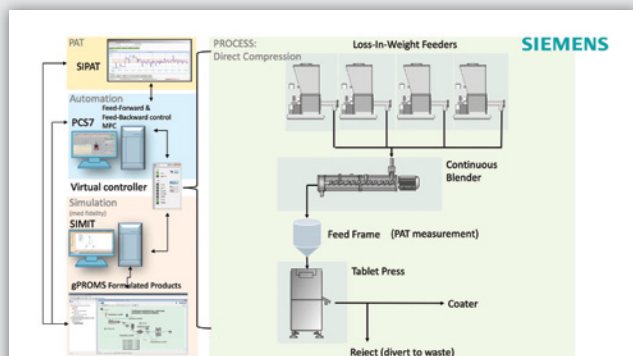 PAT
SIPAT
Automation
Feed-Forward &
Feed-Backward control
MPC
PCS7
Virtual controller
Simulation
(med fidelity)
SIMIT
gPROMS Formulated Products
PROCESS:
Direct Compression
Loss-In-Weight Feeders
SIEMENS
Continuous
Blender
Feed Frame (PAT measurement)
Tablet Press
Coater
Reject (divert to waste)